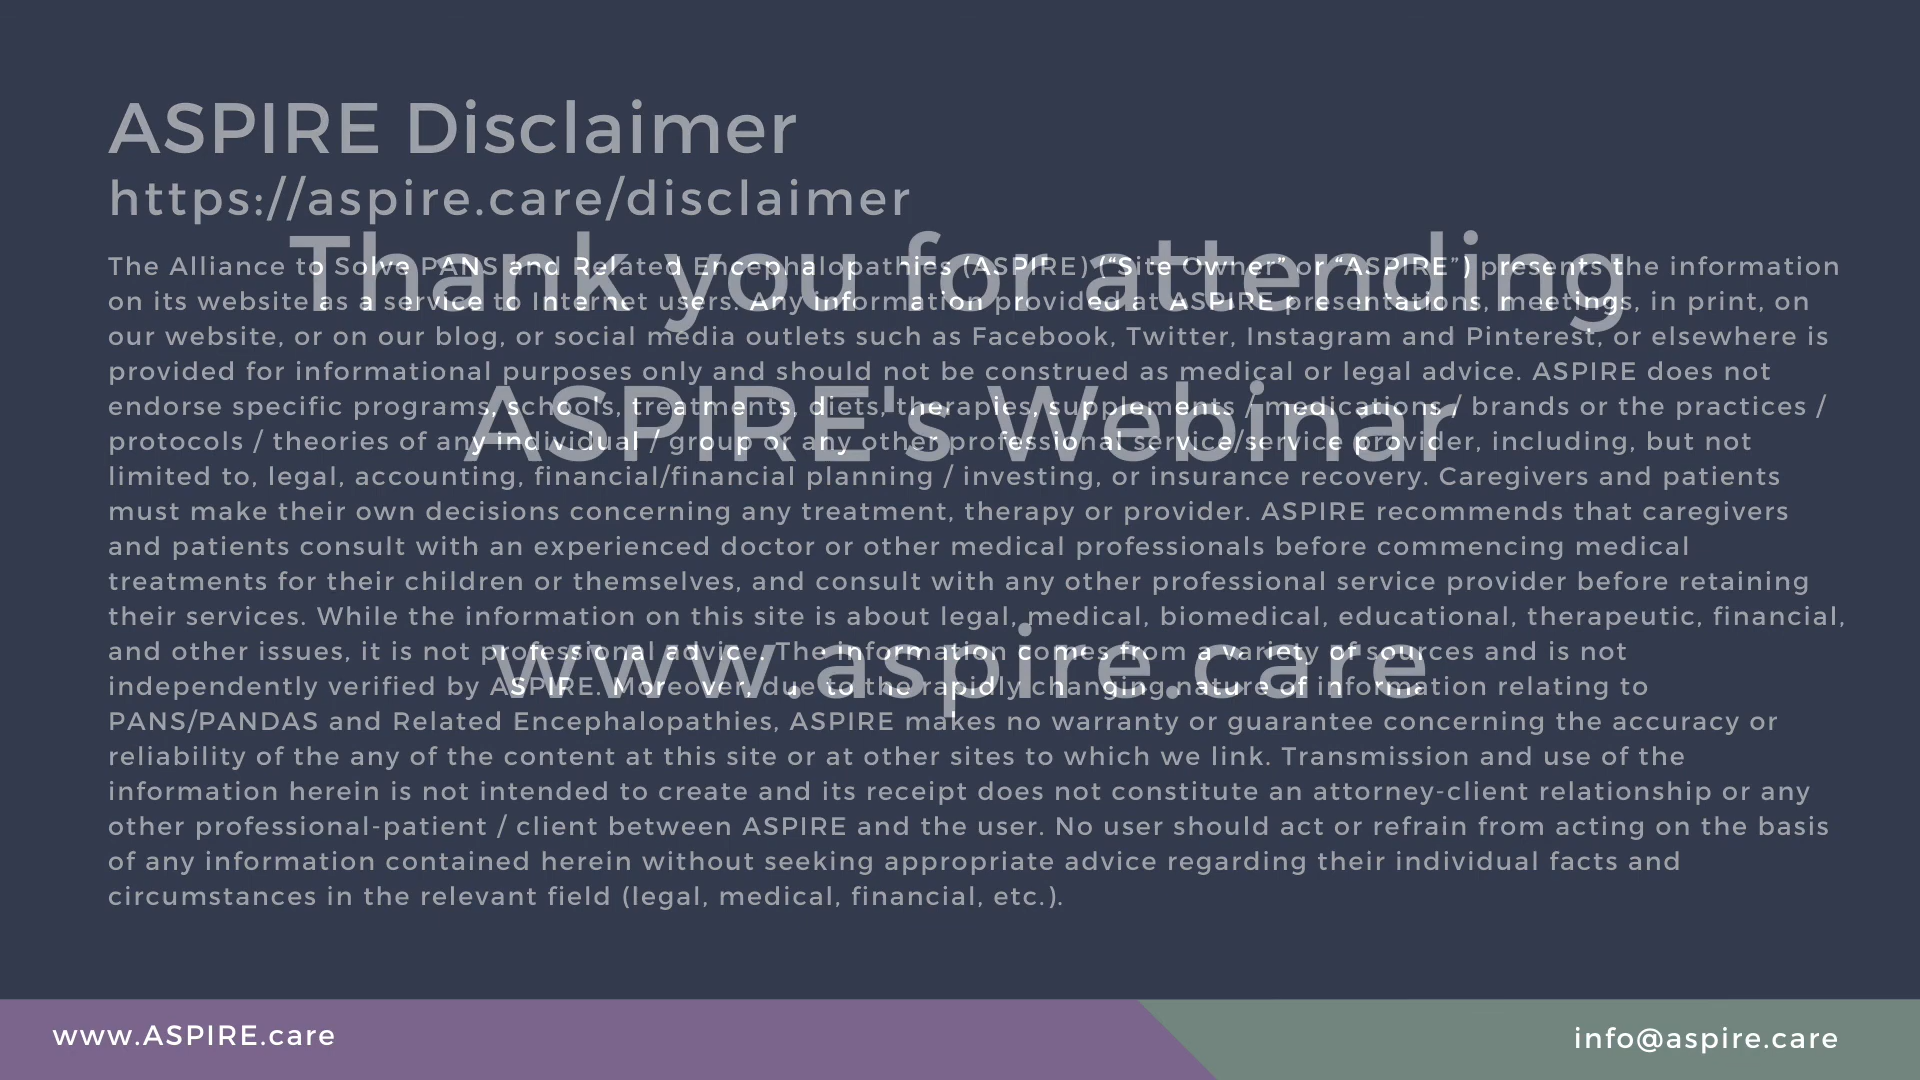 ASPIRE Disclaimer
https://aspire.care/disclaimer
Thank you for attending
ASPIRE's Webinar
www.aspire.care
The Alliance to Solve PANS and Related Encephalopathies (ASPIRE) (“Site Owner” or “ASPIRE”) presents the information
on its website as a service to Internet users. Any information provided at ASPIRE presentations, meetings, in print, on
our website, or on our blog, or social media outlets such as Facebook, Twitter, Instagram and Pinterest, or elsewhere is
provided for informational purposes only and should not be construed as medical or legal advice. ASPIRE does not
endorse specific programs, schools, treatments, diets, therapies, supplements / medications / brands or the practices /
protocols / theories of any individual / group or any other professional service/service provider, including, but not
limited to, legal, accounting, financial/financial planning / investing, or insurance recovery. Caregivers and patients
must make their own decisions concerning any treatment, therapy or provider. ASPIRE recommends that caregivers
and patients consult with an experienced doctor or other medical professionals before commencing medical
treatments for their children or themselves, and consult with any other professional service provider before retaining
their services. While the information on this site is about legal, medical, biomedical, educational, therapeutic, financial,
and other issues, it is not professional advice. The information comes from a variety of sources and is not
independently verified by ASPIRE. Moreover, due to the rapidly changing nature of information relating to
PANS/PANDAS and Related Encephalopathies, ASPIRE makes no warranty or guarantee concerning the accuracy or
reliability of the any of the content at this site or at other sites to which we link. Transmission and use of the
information herein is not intended to create and its receipt does not constitute an attorney-client relationship or any
other professional-patient / client between ASPIRE and the user. No user should act or refrain from acting on the basis
of any information contained herein without seeking appropriate advice regarding their individual facts and
circumstances in the relevant field (legal, medical, financial, etc.).
www.ASPIRE.care
info@aspire.care